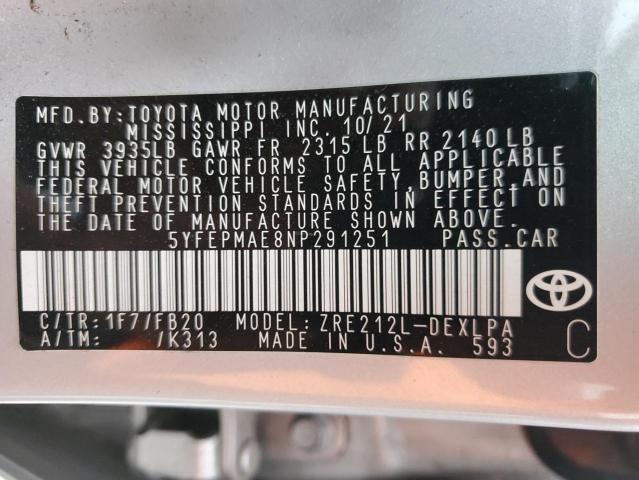 MFD.BY:TOYOTA MOTOR MANUFACTURING
MISSISSIPPI INC. 10/21
GVWR 3935LB GAWR FR 2315 LB RR 2140LB
THIS VEHICLE CONFORMS TO ALL APPLICABLE
FEDERAL MOTOR VEHICLE SAFETY,BUMPER,AND
THEFT PREVENTION STANDARDS IN EFFECT ON
THE DATE OF MANUFACTURE SHOWN ABOVE.
5YFEPMAE8NP291251 PASS.CAR
C/TR:1F7/FB20 MODEL: ZRE212L-DEXLPA
A/TM: /K313 MADE IN U.S.A. 593
C